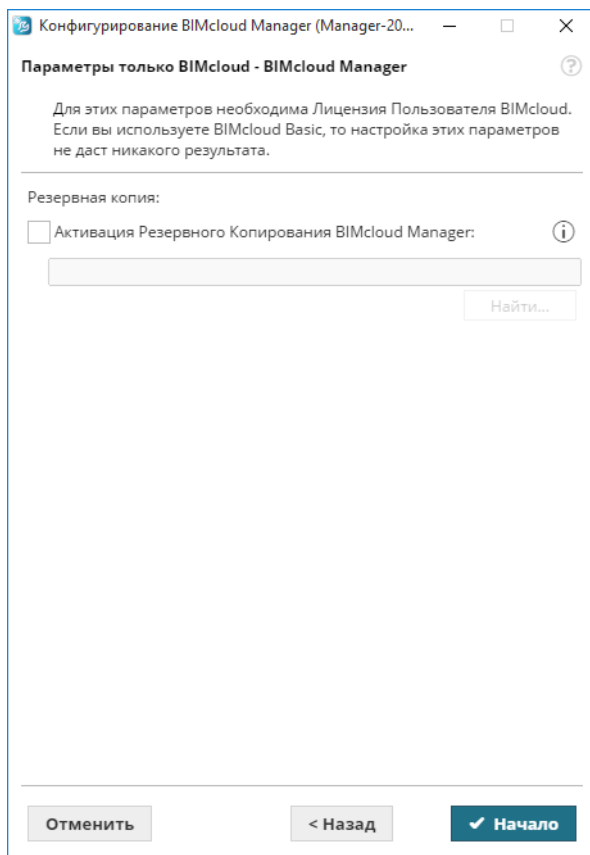 Конфигурирование BIMcloud Manager (Manager-20...
Параметры только BIMcloud - BIMcloud Manager
Для этих параметров необходима Лицензия Пользователя BIMcloud.
Если вы используете BIMcloud Basic, то настройка этих параметров
не даст никакого результата.
Резервная копия:
Активация Резервного Копирования BIMcloud Manager:
Найти...
Отменить
< Назад
Начало